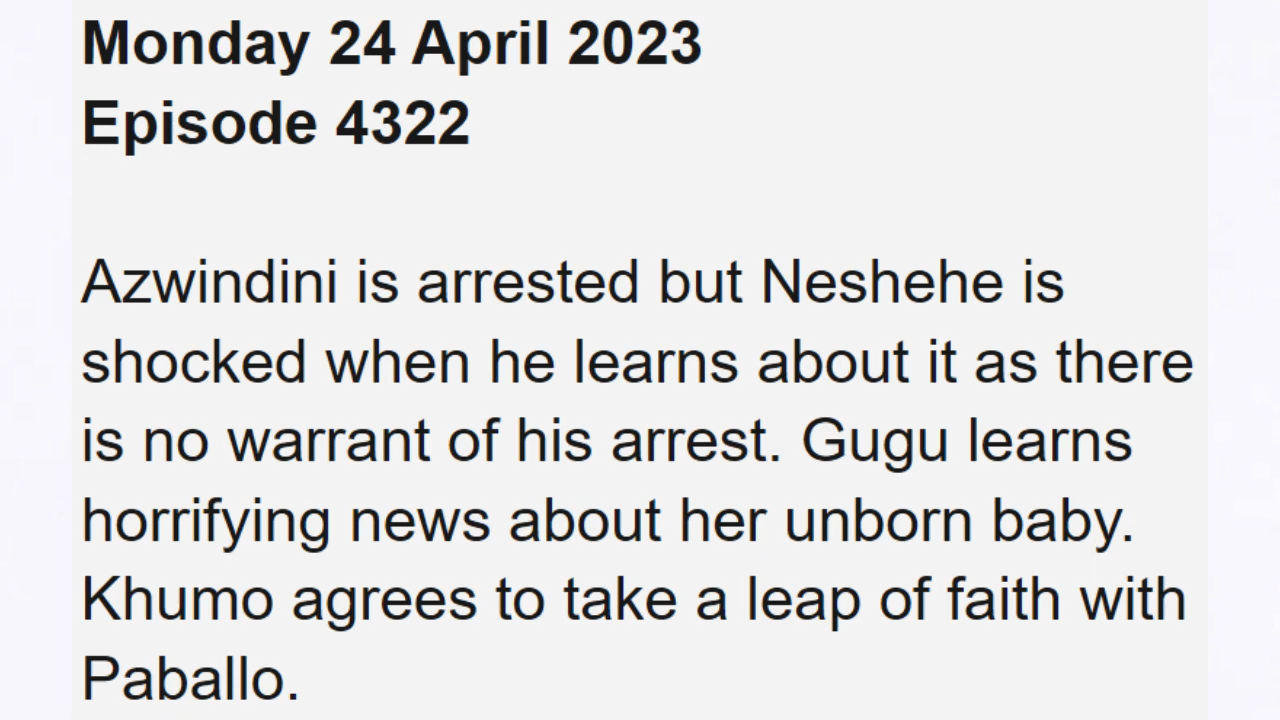 Monday 24 April 2023
Episode 4322
Azwindini is arrested but Neshehe is
shocked when he learns about it as there
is no warrant of his arrest. Gugu learns
horrifying news about her unborn baby.
Khumo agrees to take a leap of faith with
Paballo.